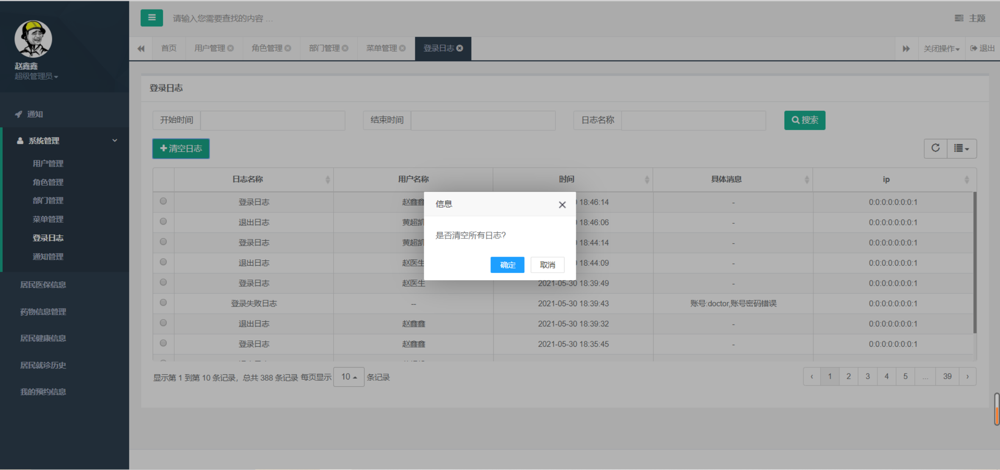 请输入您需要查找的内容 ...
主题
首页 用户管理 角色管理 部门管理 菜单管理 登录日志 关闭操作 退出
赵鑫鑫
超级管理员
通知
系统管理
用户管理
角色管理
部门管理
菜单管理
登录日志
通知管理
居民医保信息
药物信息管理
居民健康信息
居民就诊历史
我的预约信息
登录日志
开始时间 结束时间 日志名称 搜索
清空日志
日志名称 用户名称 时间 具体消息 ip
登录日志 赵鑫鑫 18:46:14 - 0:0:0:0:0:0:0:1
退出日志 黄超凯 18:46:06 - 0:0:0:0:0:0:0:1
登录日志 黄超凯 18:44:14 - 0:0:0:0:0:0:0:1
退出日志 赵医生 18:44:09 - 0:0:0:0:0:0:0:1
登录日志 赵医生 2021-05-30 18:39:49 - 0:0:0:0:0:0:0:1
登录失败日志 -- 2021-05-30 18:39:43 账号:doctor,账号密码错误 0:0:0:0:0:0:0:1
退出日志 赵鑫鑫 2021-05-30 18:39:32 - 0:0:0:0:0:0:0:1
登录日志 赵鑫鑫 2021-05-30 18:35:45 - 0:0:0:0:0:0:0:1
信息
是否清空所有日志?
确定 取消
显示第 1 到第 10 条记录，总共 388 条记录 每页显示 10 条记录
‹ 1 2 3 4 5 ... 39 ›